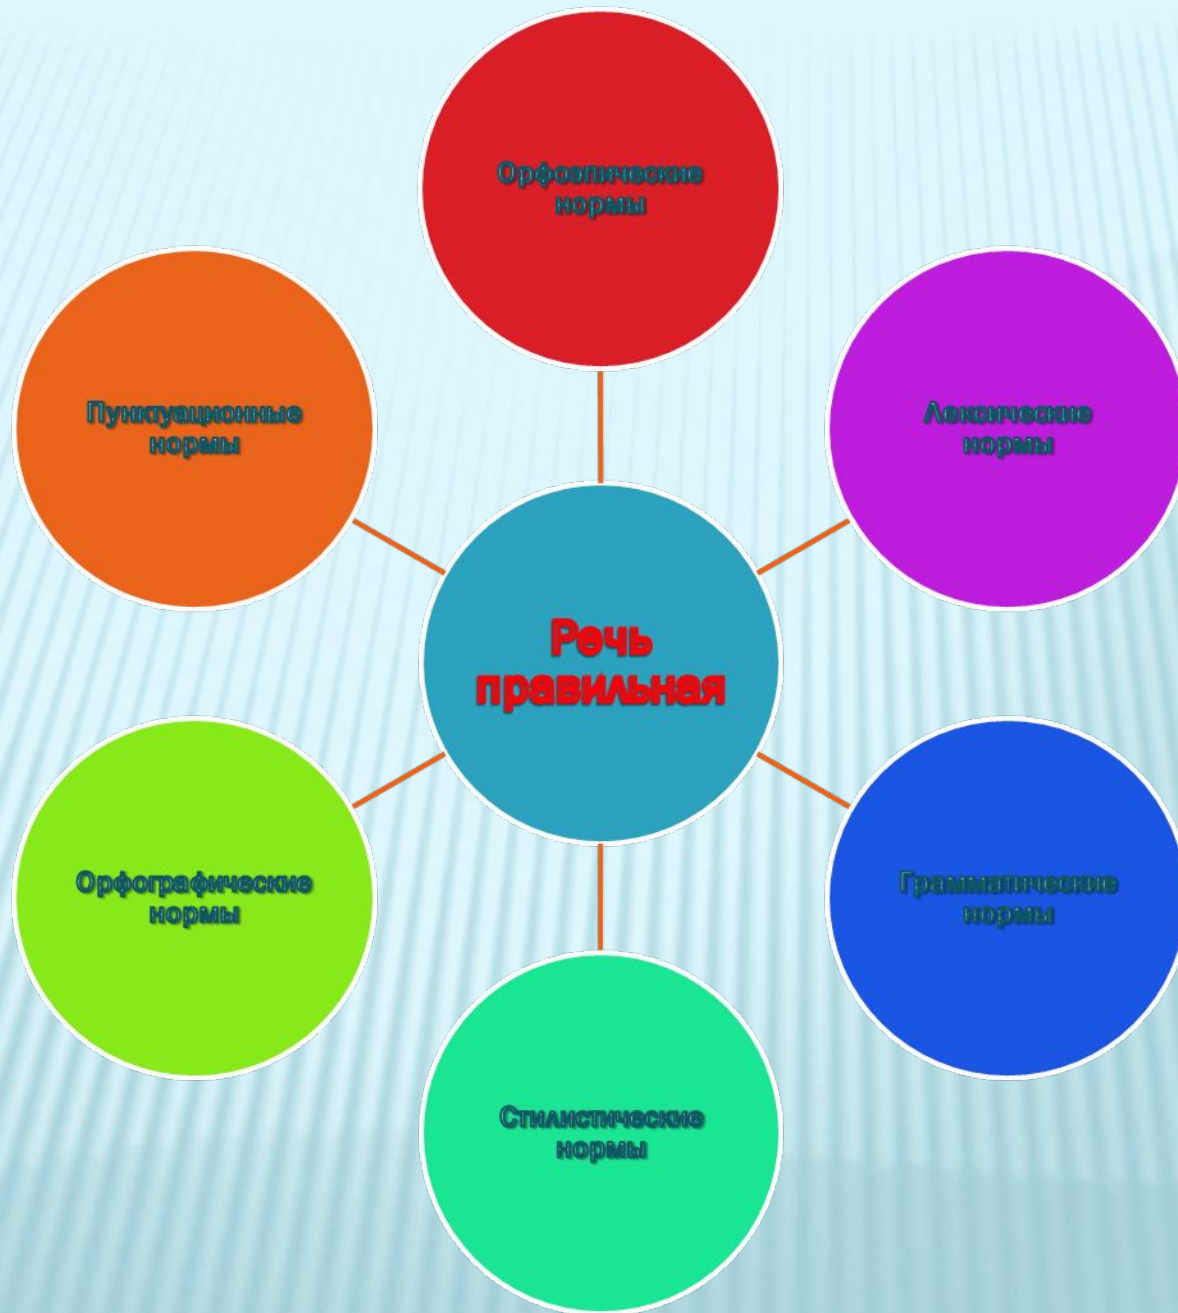 Орфоэпические
нормы
Пунктуационные
нормы
Лексические
нормы
Речь
правильная
Орфографические
нормы
Грамматические
нормы
Стилистические
нормы